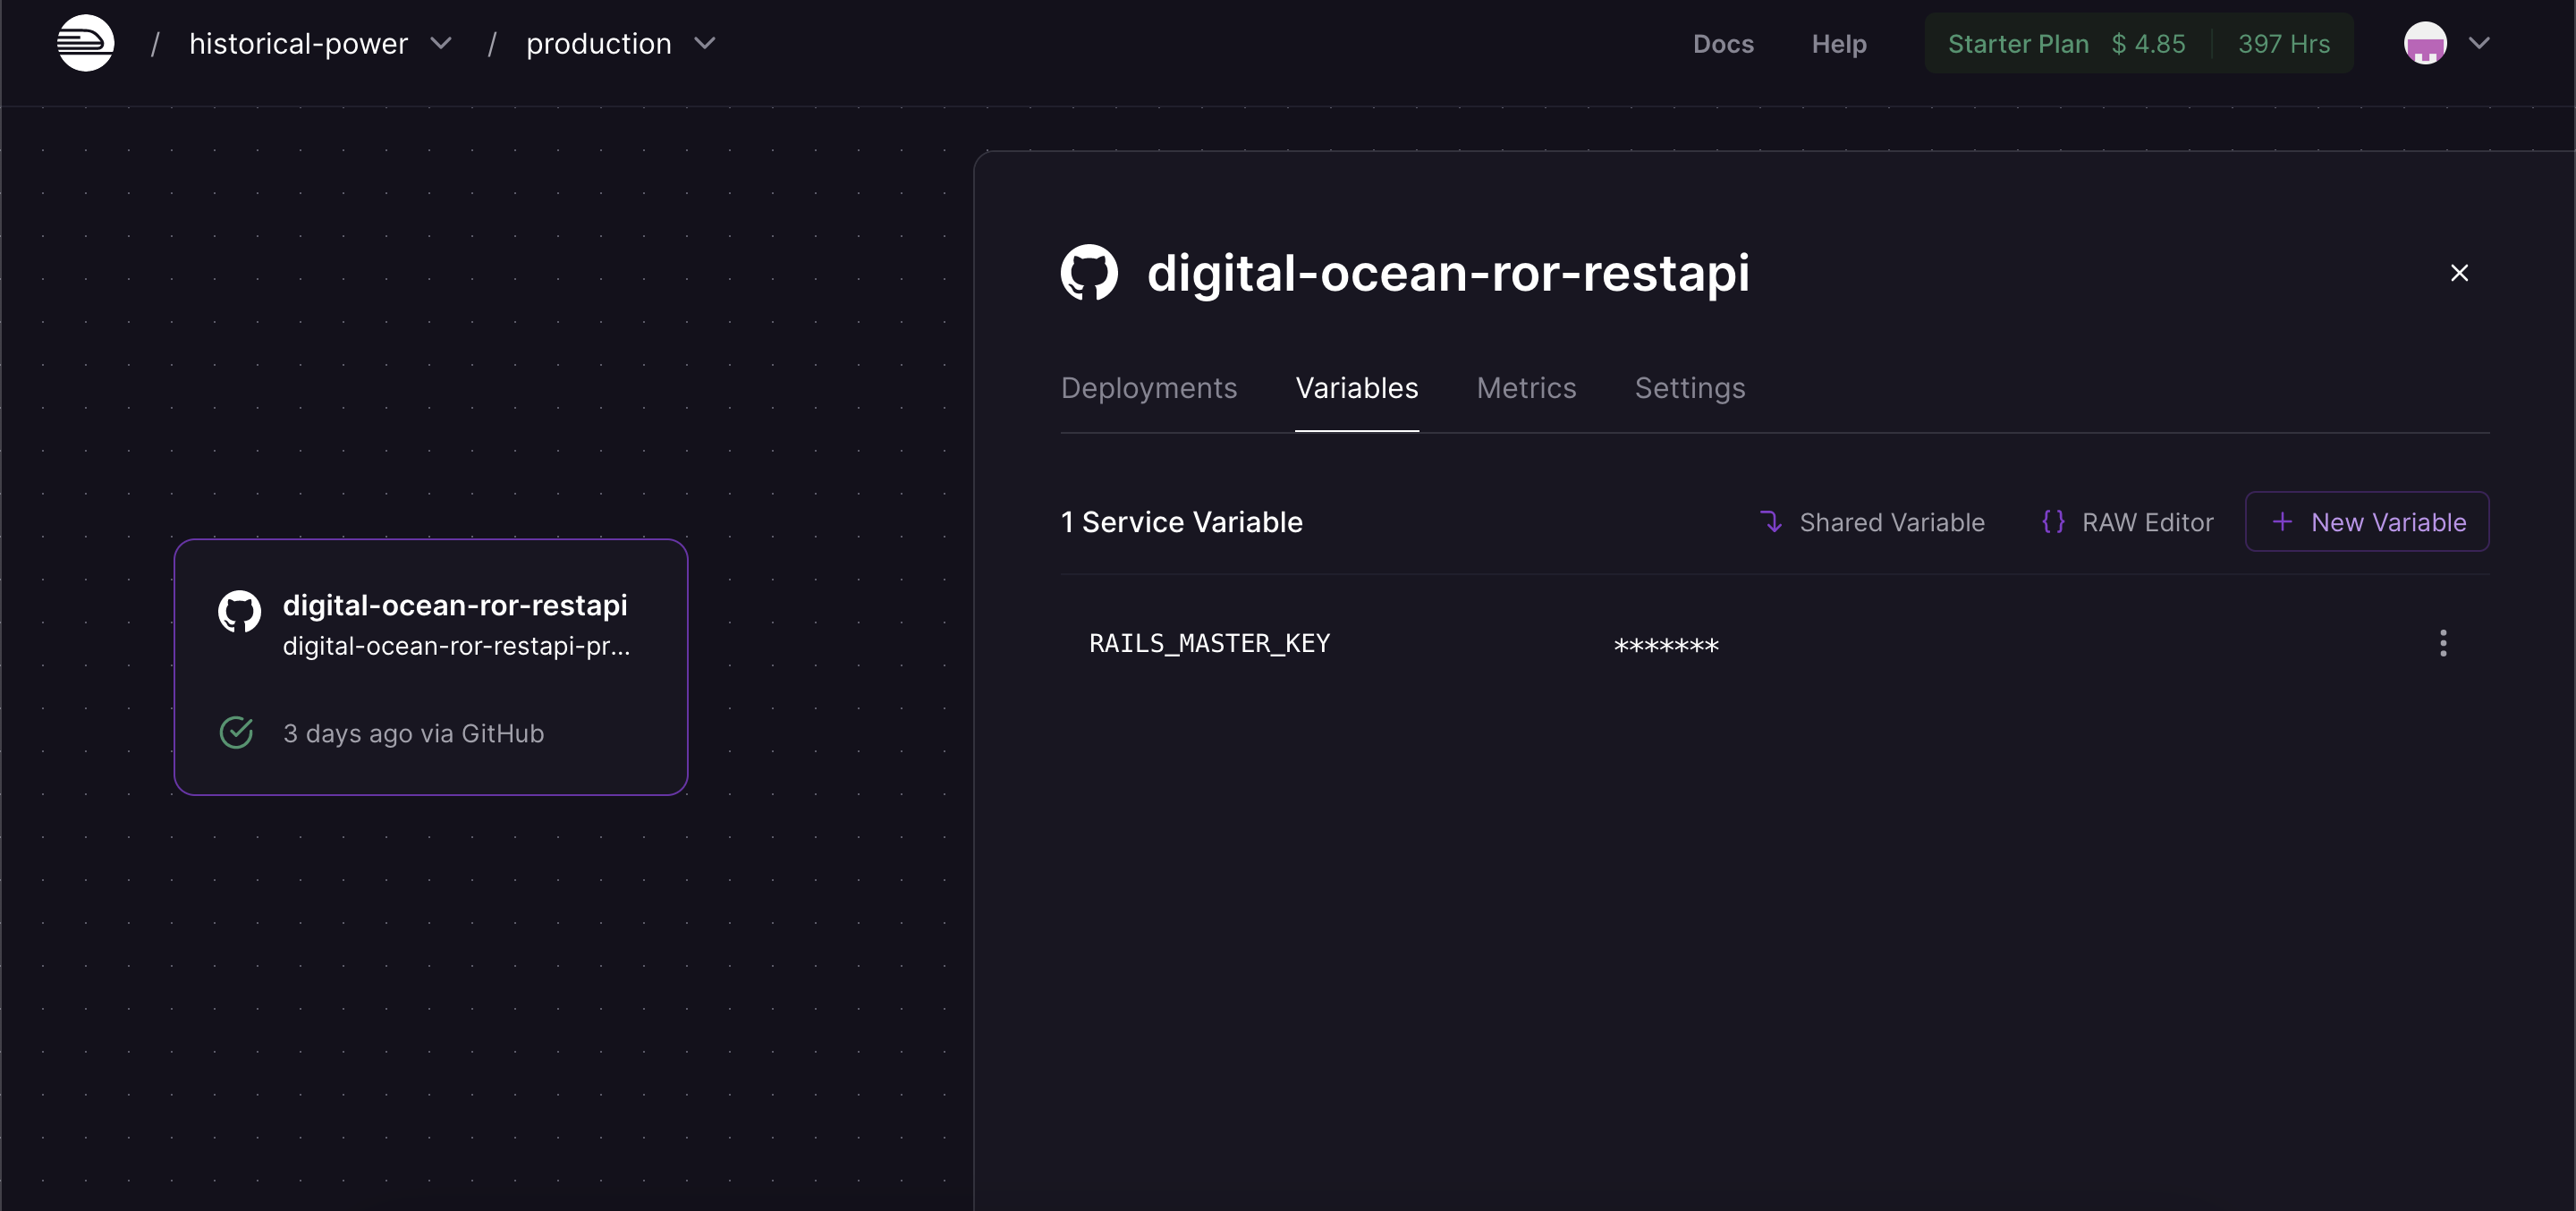 / historical-power / production
Docs Help Starter Plan $ 4.85 397 Hrs
digital-ocean-ror-restapi
Deployments Variables Metrics Settings
1 Service Variable Shared Variable {} RAW Editor + New Variable
RAILS_MASTER_KEY *******
digital-ocean-ror-restapi
digital-ocean-ror-restapi-pr...
3 days ago via GitHub